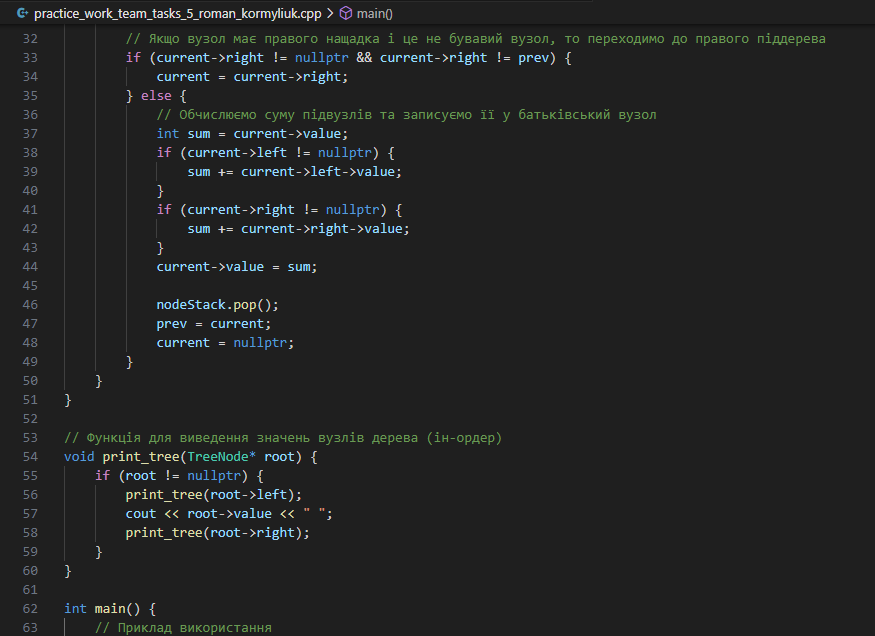 practice_work_team_tasks_5_roman_kormyliuk.cpp > main()
32 // Якщо вузол має правого нащадка і це не бувавий вузол, то переходимо до правого піддерева
33 if (current->right != nullptr && current->right != prev) {
34 current = current->right;
35 } else {
36 // Обчислюємо суму підвузлів та записуємо її у батьківський вузол
37 int sum = current->value;
38 if (current->left != nullptr) {
39 sum += current->left->value;
40 }
41 if (current->right != nullptr) {
42 sum += current->right->value;
43 }
44 current->value = sum;
45
46 nodeStack.pop();
47 prev = current;
48 current = nullptr;
49 }
50 }
51 }
52
53 // Функція для виведення значень вузлів дерева (ін-ордер)
54 void print_tree(TreeNode* root) {
55 if (root != nullptr) {
56 print_tree(root->left);
57 cout << root->value << " ";
58 print_tree(root->right);
59 }
60 }
61
62 int main() {
63 // Приклад використання